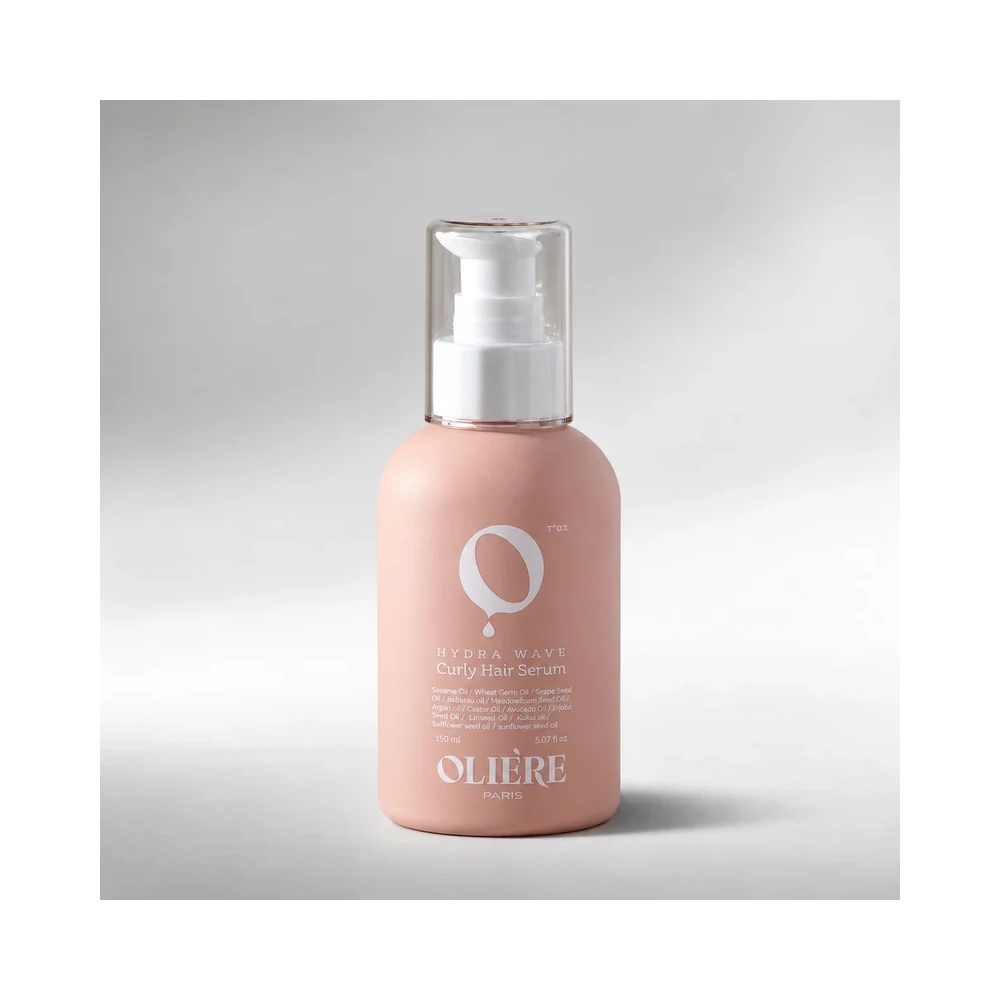 בס"ד
HYDRA WAVE
Curly Hair Serum
Sesame Oil / Wheat Germ Oil / Grape Seed
Oil / Babassu oil / Meadowfoam Seed Oil /
Argan oil / Castor Oil / Avocado Oil /Jojoba
Seed Oil / Linseed Oil / Kukui oil /
Safflower seed oil / sunflower seed oil
150 ml 5.07 fl oz
OLIÈRE
PARIS